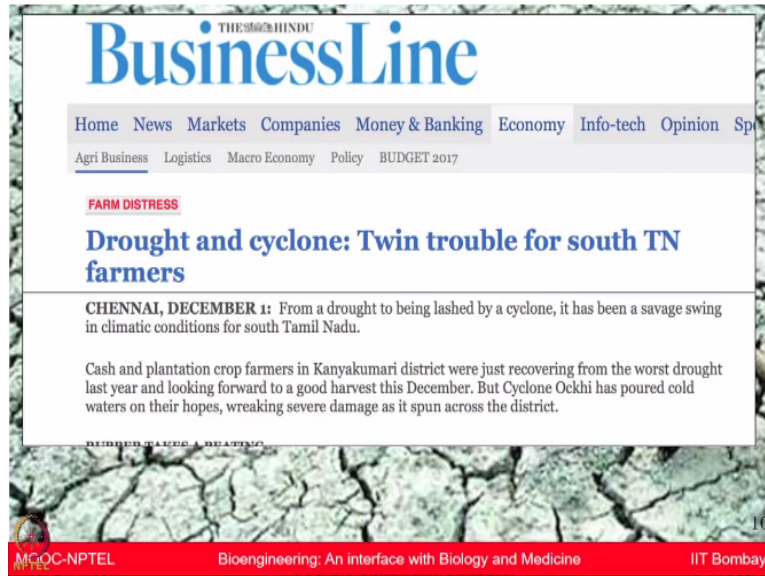 THE HINDU
BusinessLine
Home News Markets Companies Money & Banking Economy Info-tech Opinion
Agri Business Logistics Macro Economy Policy BUDGET 2017
FARM DISTRESS
Drought and cyclone: Twin trouble for south TN
farmers
CHENNAI, DECEMBER 1: From a drought to being lashed by a cyclone, it has been a savage swing
in climatic conditions for south Tamil Nadu.
Cash and plantation crop farmers in Kanyakumari district were just recovering from the worst drought
last year and looking forward to a good harvest this December. But Cyclone Ockhi has poured cold
waters on their hopes, wreaking severe damage as it spun across the district.
RUBBER TAKES A BEATING
MOOC-NPTEL Bioengineering: An interface with Biology and Medicine IIT Bombay
NPTEL